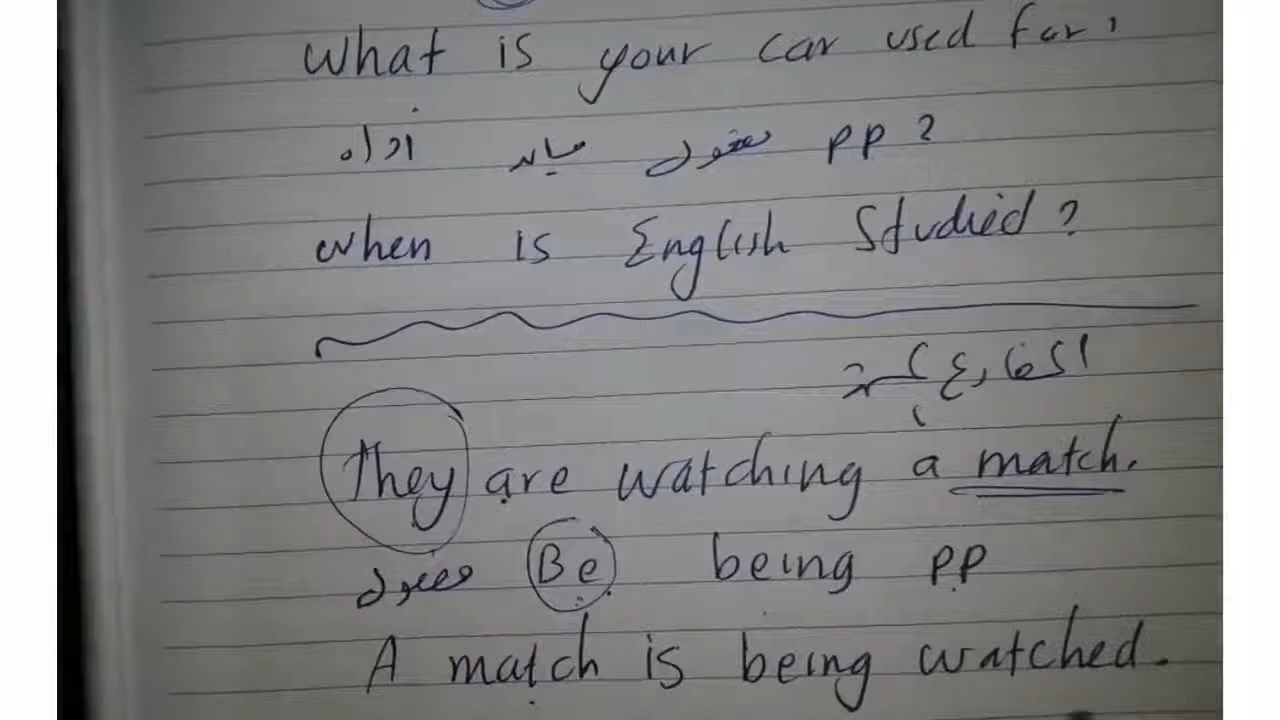 What is your car used for?
اداه مساعد مفعول PP ?
When is English Studied?
المضارع المستمر
They are watching a match.
مفعول Be being PP
A match is being watched.